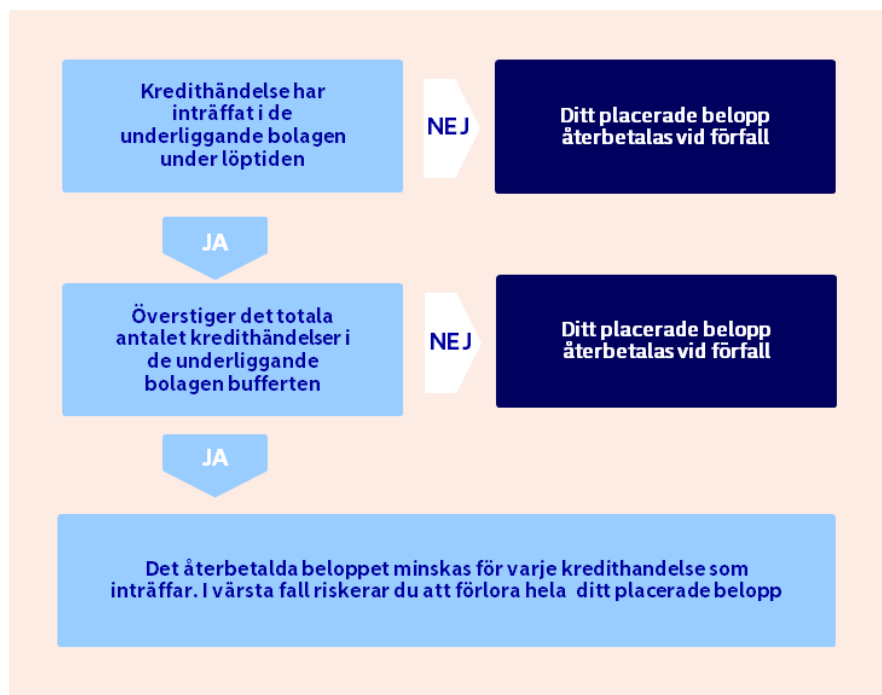 Kredithändelse har
inträffat i de
underliggande bolagen
under löptiden
NEJ
Ditt placerade belopp
återbetalas vid förfall
JA
Överstiger det totala
antalet kredithändelser i
de underliggande
bolagen bufferten
NEJ
Ditt placerade belopp
återbetalas vid förfall
JA
Det återbetalda beloppet minskas för varje kredithandelse som
inträffar. I värsta fall riskerar du att förlora hela ditt placerade belopp